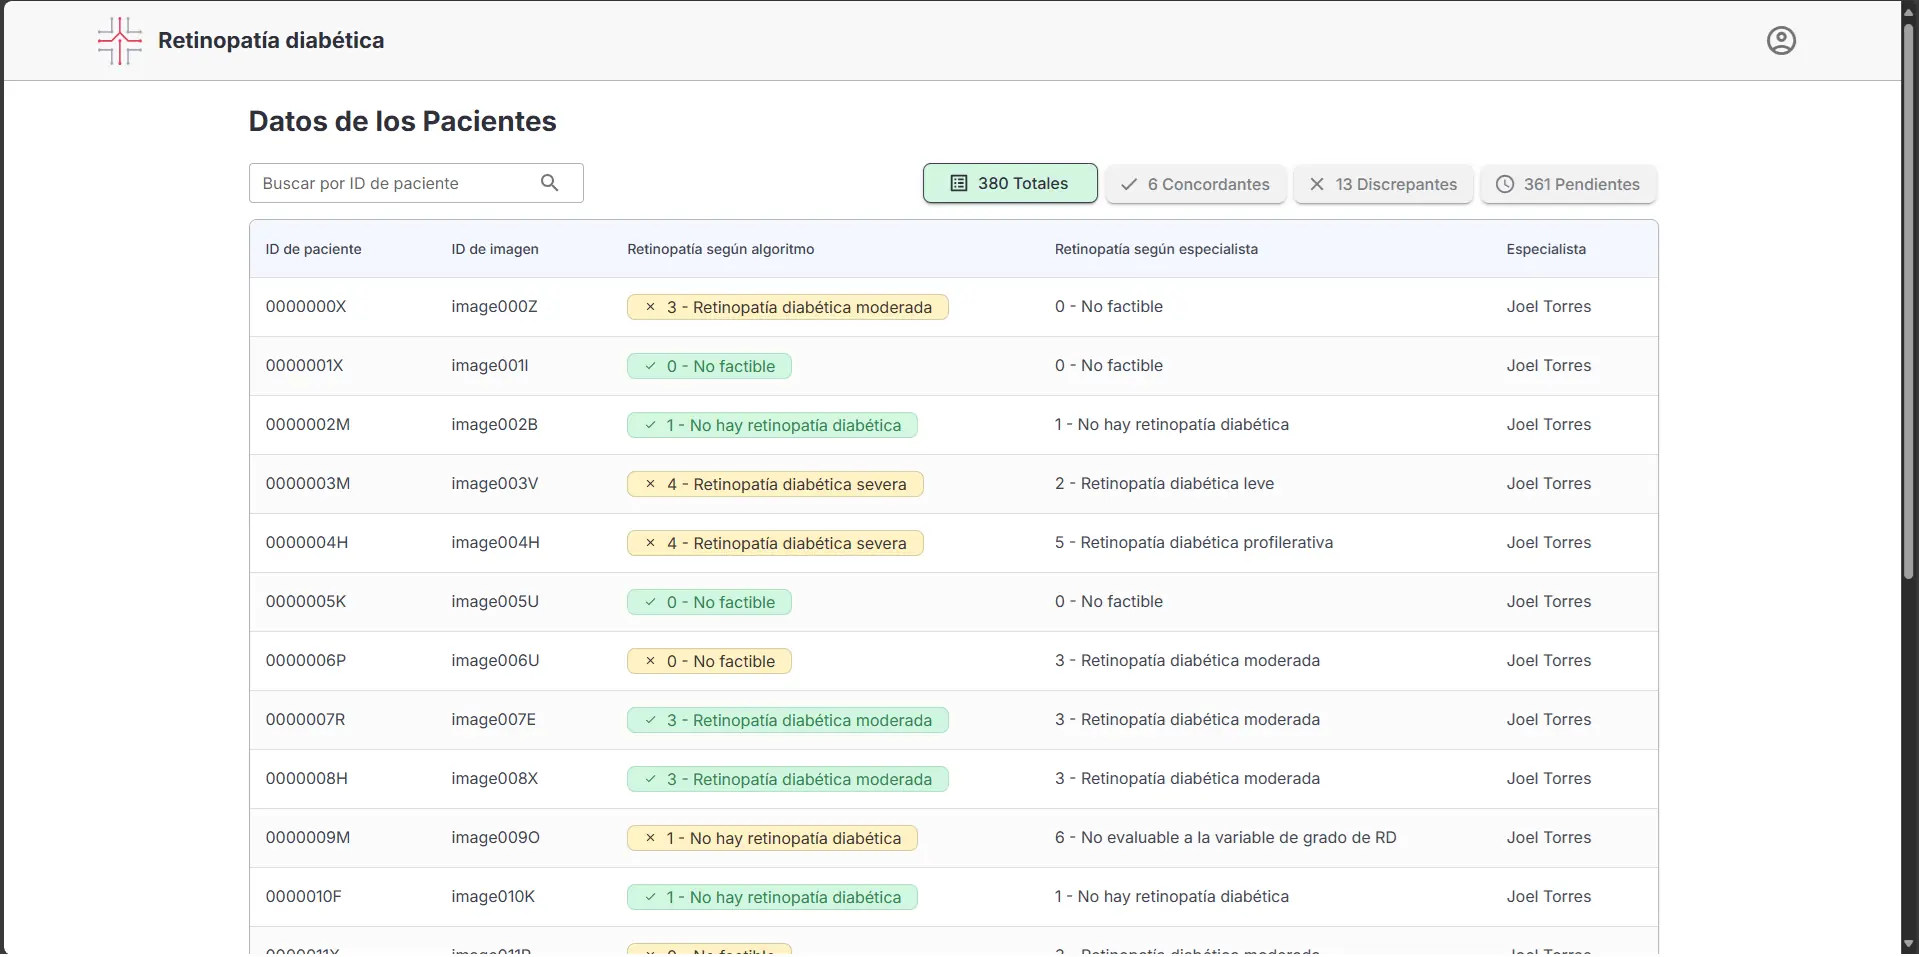 Retinopatía diabética
Datos de los Pacientes
Buscar por ID de paciente
380 Totales
6 Concordantes
13 Discrepantes
361 Pendientes
ID de paciente ID de imagen Retinopatía según algoritmo Retinopatía según especialista Especialista
0000000X image000Z 3 - Retinopatía diabética moderada 0 - No factible Joel Torres
0000001X image001I 0 - No factible 0 - No factible Joel Torres
0000002M image002B 1 - No hay retinopatía diabética 1 - No hay retinopatía diabética Joel Torres
0000003M image003V 4 - Retinopatía diabética severa 2 - Retinopatía diabética leve Joel Torres
0000004H image004H 4 - Retinopatía diabética severa 5 - Retinopatía diabética profilerativa Joel Torres
0000005K image005U 0 - No factible 0 - No factible Joel Torres
0000006P image006U 0 - No factible 3 - Retinopatía diabética moderada Joel Torres
0000007R image007E 3 - Retinopatía diabética moderada 3 - Retinopatía diabética moderada Joel Torres
0000008H image008X 3 - Retinopatía diabética moderada 3 - Retinopatía diabética moderada Joel Torres
0000009M image009O 1 - No hay retinopatía diabética 6 - No evaluable a la variable de grado de RD Joel Torres
0000010F image010K 1 - No hay retinopatía diabética 1 - No hay retinopatía diabética Joel Torres
No factible Retinopatía diabética moderada Joel Torres